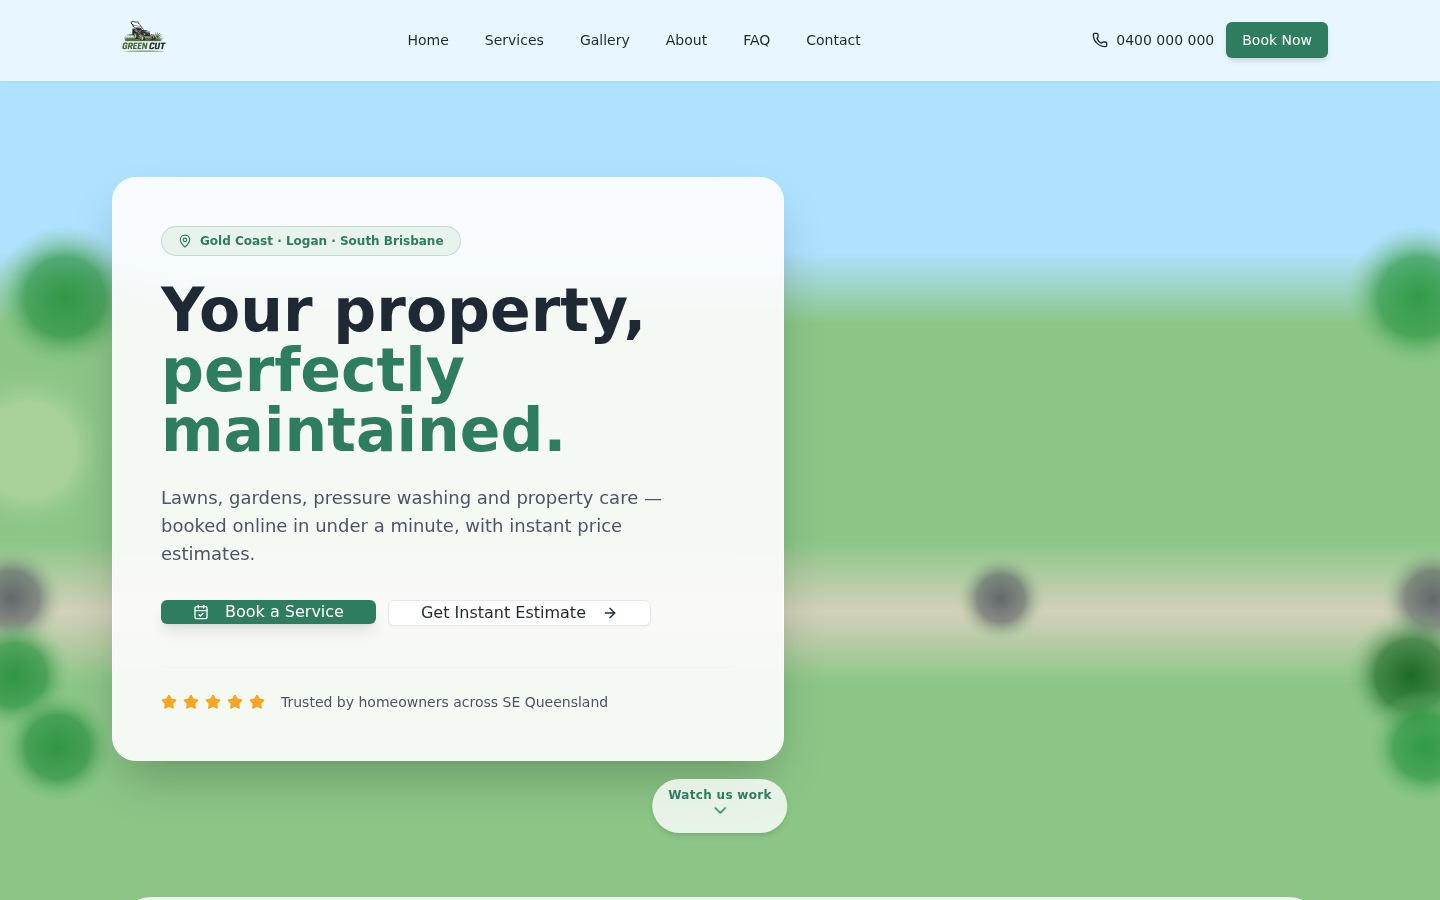 GREEN CUT
Home
Services
Gallery
About
FAQ
Contact
0400 000 000
Book Now
Gold Coast · Logan · South Brisbane
Your property,
perfectly
maintained.
Lawns, gardens, pressure washing and property care —
booked online in under a minute, with instant price
estimates.
Book a Service
Get Instant Estimate
Trusted by homeowners across SE Queensland
Watch us work